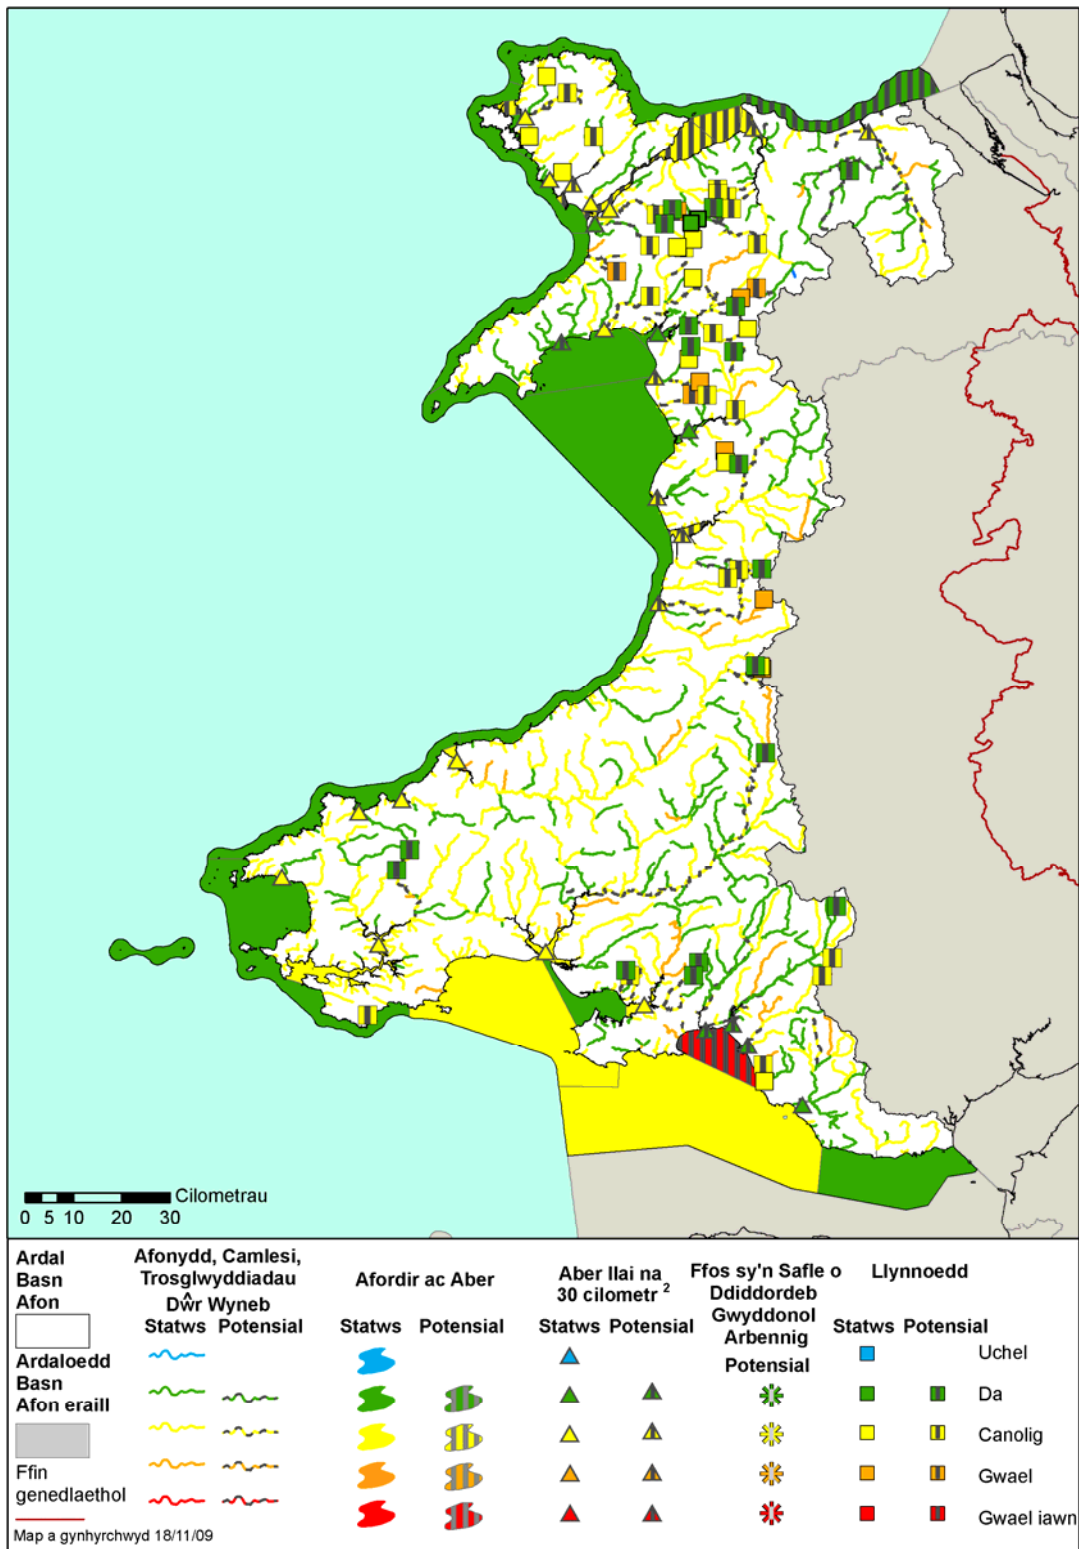 Cilometrau
0 5 10 20 30
Ardal
Basn
Afon
Ardaloedd
Basn
Afon eraill
Ffin
genedlaethol
Map a gynhyrchwyd 18/11/09
Afonydd, Camlesi,
Trosglwyddiadau
Dŵr Wyneb
Statws Potensial
Afordir ac Aber
Statws Potensial
Aber llai na
30 cilometr 2
Statws Potensial
Ffos sy'n Safle o
Ddiddordeb
Gwyddonol
Arbennig
Potensial
Llynnoedd
Statws Potensial
Uchel
Da
Canolig
Gwael
Gwael iawn